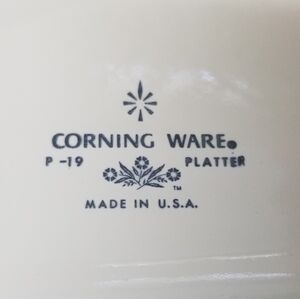 CORNING WARE®
P-19 PLATTER
TM
MADE IN U.S.A.